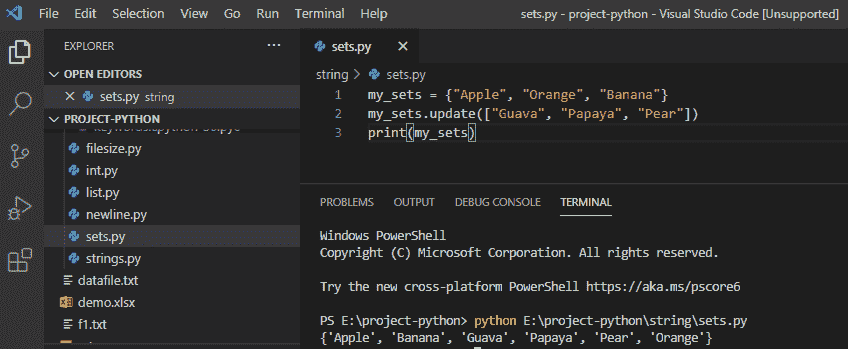 File Edit Selection View Go Run Terminal Help sets.py - project-python - Visual Studio Code [Unsupported]
EXPLORER ...
OPEN EDITORS
sets.py string
PROJECT-PYTHON
filesize.py
int.py
list.py
newline.py
sets.py
strings.py
datafile.txt
demo.xlsx
f1.txt
sets.py
string > sets.py
1 my_sets = {"Apple", "Orange", "Banana"}
2 my_sets.update(["Guava", "Papaya", "Pear"])
3 print(my_sets)
PROBLEMS OUTPUT DEBUG CONSOLE TERMINAL
Windows PowerShell
Copyright (C) Microsoft Corporation. All rights reserved.
Try the new cross-platform PowerShell https://aka.ms/pscore6
PS E:\project-python> python E:\project-python\string\sets.py
{'Apple', 'Banana', 'Guava', 'Papaya', 'Pear', 'Orange'}